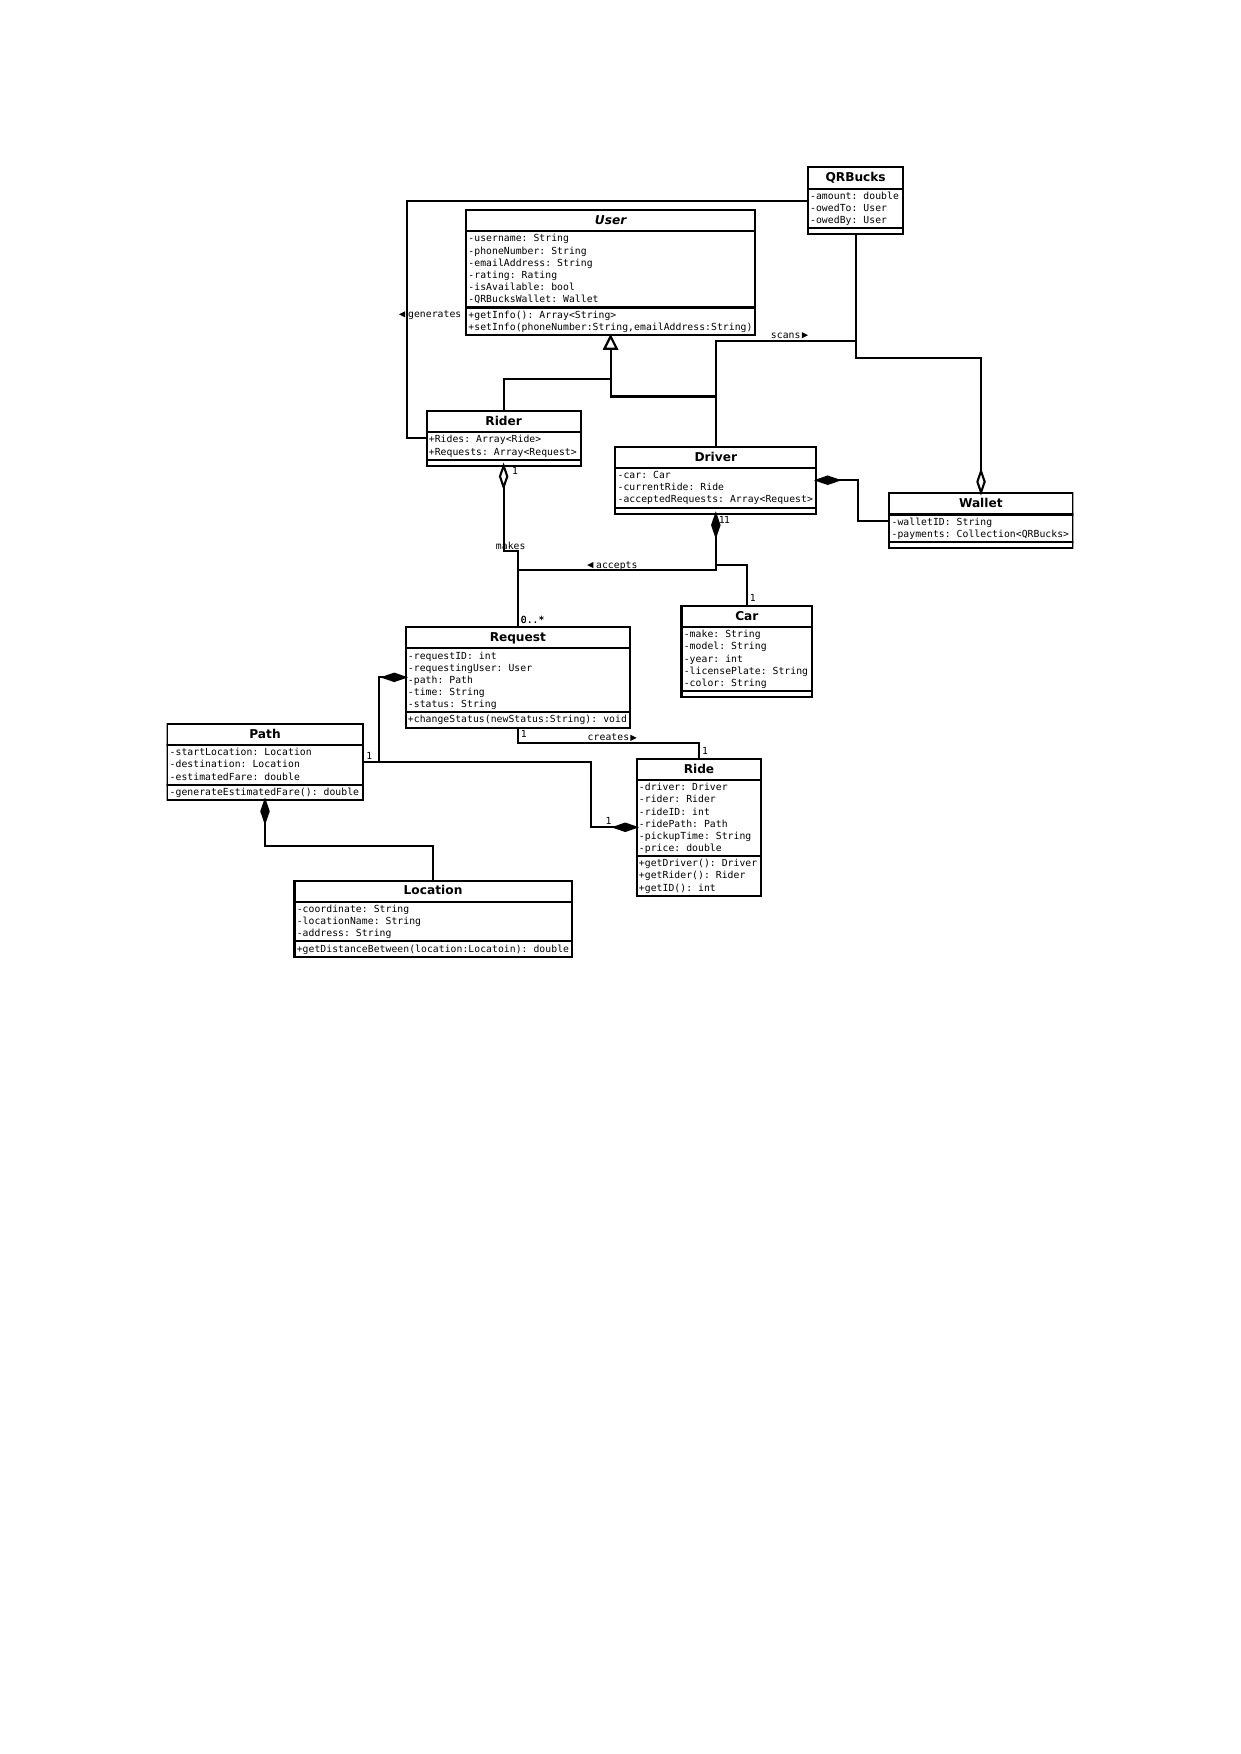 QRBucks
-amount: double
-owedTo: User
-owedBy: User
User
-username: String
-phoneNumber: String
-emailAddress: String
-rating: Rating
-isAvailable: bool
-QRBucksWallet: Wallet
+getInfo(): Array<String>
+setInfo(phoneNumber:String,emailAddress:String)
◄generates
scans►
Rider
+Rides: Array<Ride>
+Requests: Array<Request>
1
Driver
-car: Car
-currentRide: Ride
-acceptedRequests: Array<Request>
11
Wallet
-walletID: String
-payments: Collection<QRBucks>
makes
◄accepts
1
0..*
Car
-make: String
-model: String
-year: int
-licensePlate: String
-color: String
Request
-requestID: int
-requestingUser: User
-path: Path
-time: String
-status: String
+changeStatus(newStatus:String): void
1
creates►
1
Path
-startLocation: Location
-destination: Location
-estimatedFare: double
-generateEstimatedFare(): double
1
Ride
-driver: Driver
-rider: Rider
-rideID: int
-ridePath: Path
-pickupTime: String
-price: double
+getDriver(): Driver
+getRider(): Rider
+getID(): int
1
Location
-coordinate: String
-locationName: String
-address: String
+getDistanceBetween(location:Locatoin): double